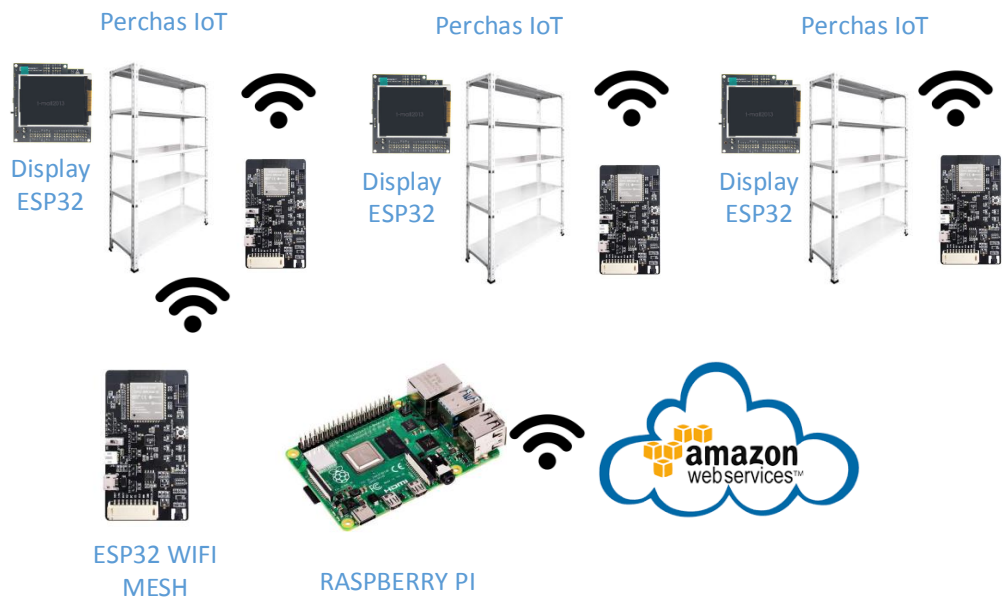 Perchas IoT
Perchas IoT
Perchas IoT
Display
ESP32
Display
ESP32
Display
ESP32
HDMI
amazon
webservices™
ESP32 WIFI
MESH
RASPBERRY PI